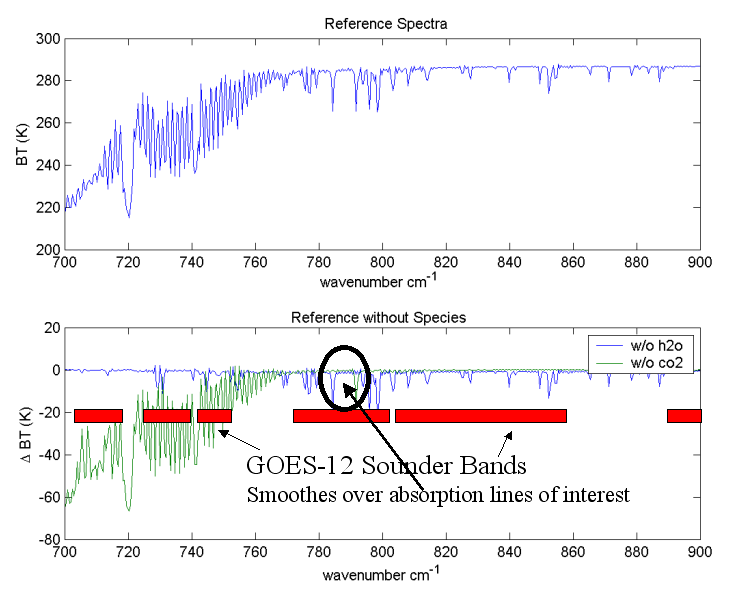 Reference Spectra
BT (K)
300
280
260
240
220
200
700 720 740 760 780 800 820 840 860 880 900
wavenumber cm-1
Reference without Species
Δ BT (K)
20
0
-20
-40
-60
-80
w/o h2o
w/o co2
GOES-12 Sounder Bands
Smoothes over absorption lines of interest
700 720 740 760 780 800 820 840 860 880 900
wavenumber cm-1